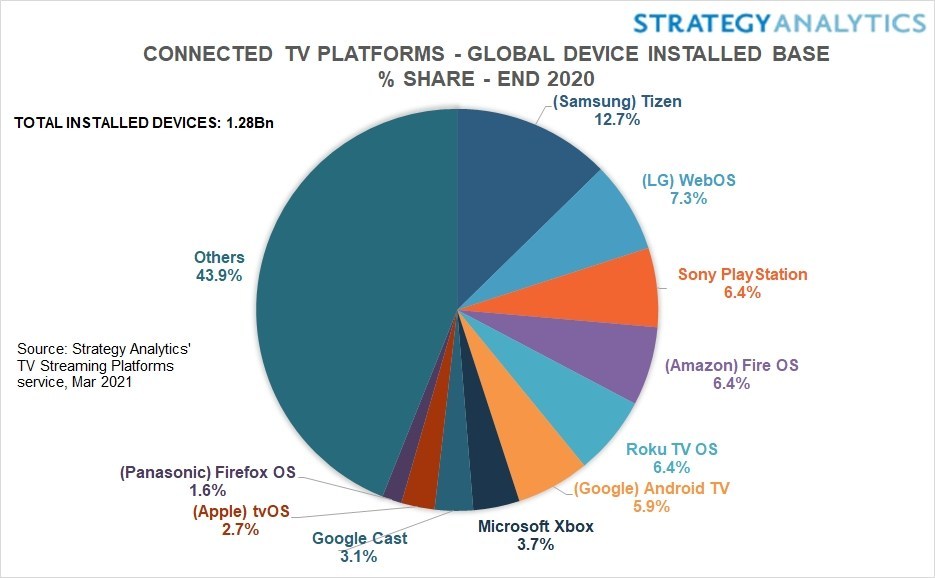 STRATEGYANALYTICS
CONNECTED TV PLATFORMS - GLOBAL DEVICE INSTALLED BASE
% SHARE - END 2020
TOTAL INSTALLED DEVICES: 1.28Bn
(Samsung) Tizen
12.7%
(LG) WebOS
7.3%
Sony PlayStation
6.4%
(Amazon) Fire OS
6.4%
Roku TV OS
6.4%
(Google) Android TV
5.9%
Microsoft Xbox
3.7%
Google Cast
3.1%
(Apple) tvOS
2.7%
(Panasonic) Firefox OS
1.6%
Others
43.9%
Source: Strategy Analytics'
TV Streaming Platforms
service, Mar 2021